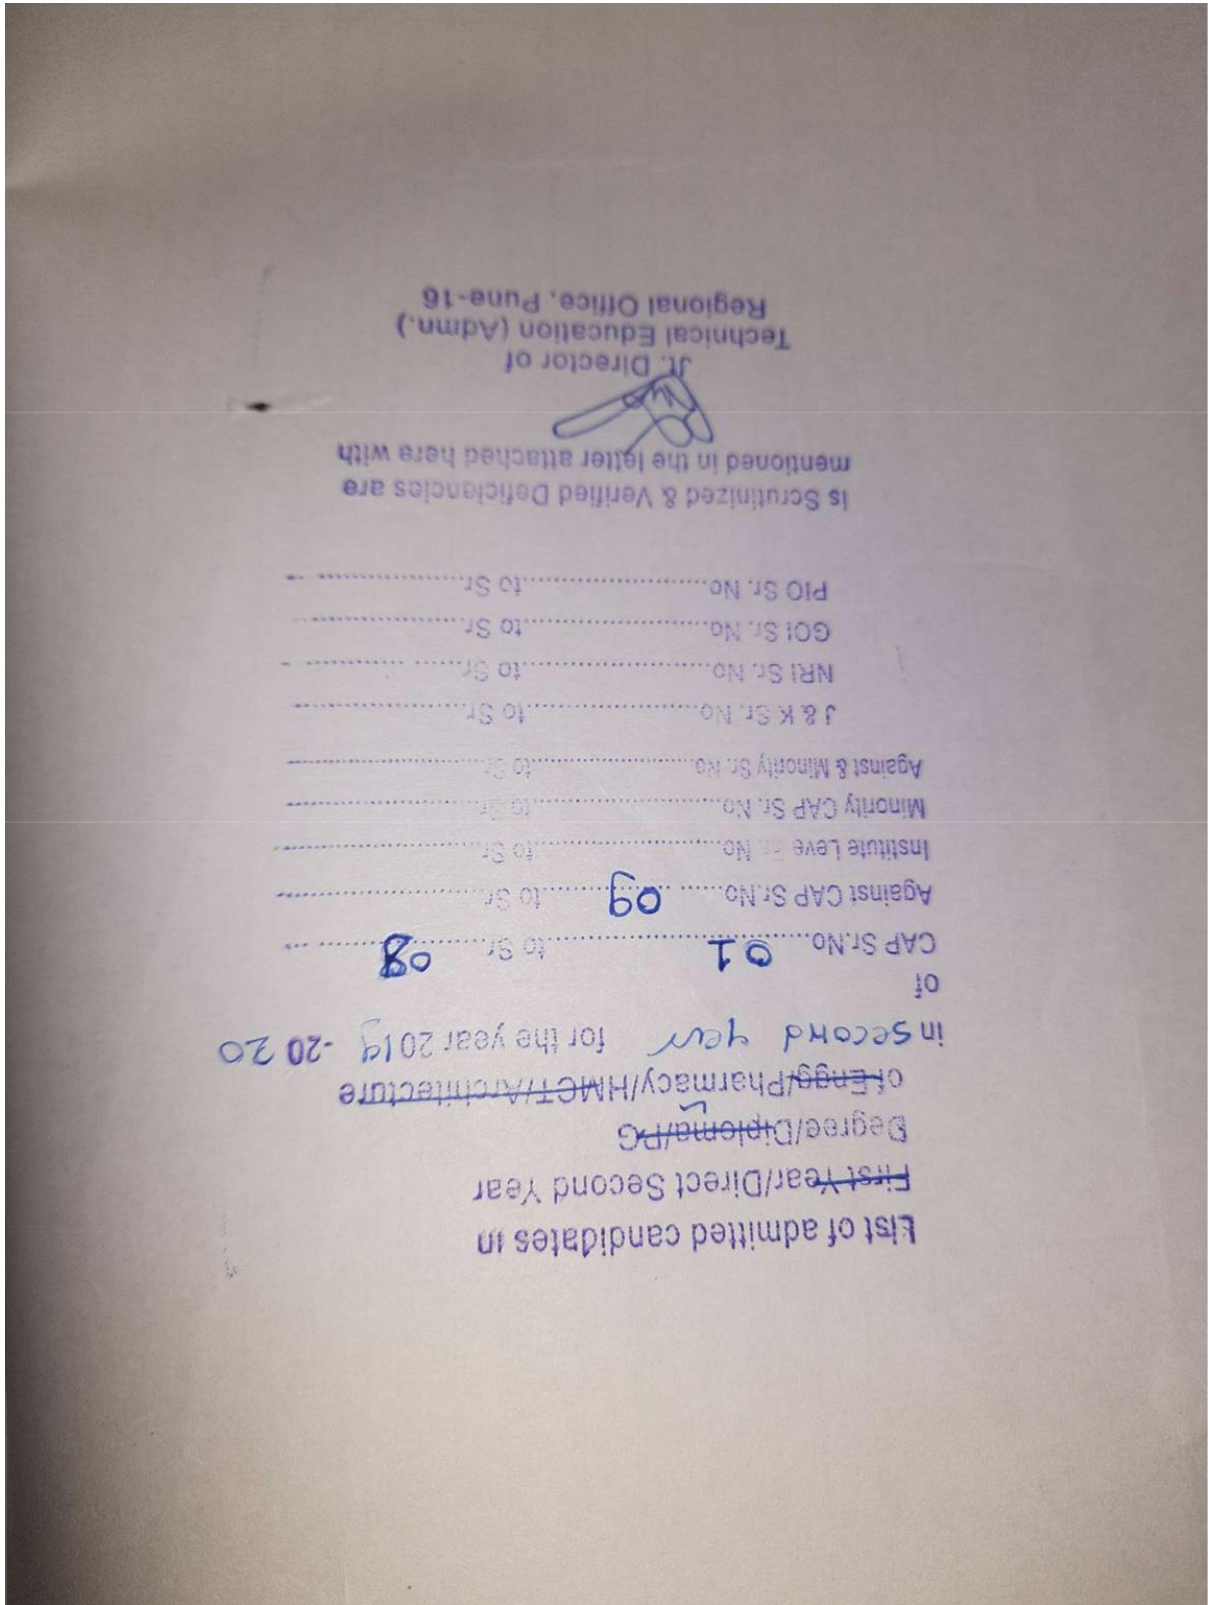 List of admitted candidates in
First Year/Direct Second Year
Degree/Diploma/PG
of Engg/Pharmacy/HMCT/Architecture
in Second year for the year 2019 -2020
of
CAP Sr.No.......... 01 ..........to Sr.......... 08 ..........
Against CAP Sr.No.......... 09 ..........to Sr....................
Institute Leve No....................to Sr....................
Minority CAP Sr. No....................to Sr....................
Against & Minority Sr. No....................to Sr....................
J & K Sr. No....................to Sr....................
NRI Sr. No....................to Sr....................
GOI Sr. No....................to Sr....................
PIO Sr. No....................to Sr....................
Is Scrutinized & Verified Deficiencies are
mentioned in the letter attached here with
Jt. Director of
Technical Education (Admn.)
Regional Office, Pune-16